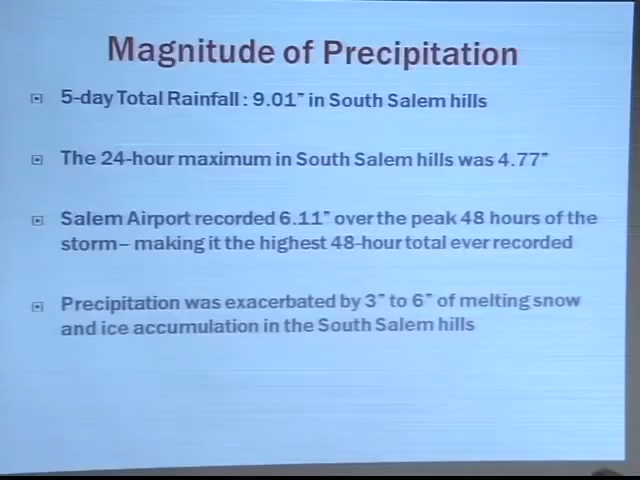 Magnitude of Precipitation
5-day Total Rainfall : 9.01" in South Salem hills
The 24-hour maximum in South Salem hills was 4.77"
Salem Airport recorded 6.11" over the peak 48 hours of the
storm– making it the highest 48-hour total ever recorded
Precipitation was exacerbated by 3" to 6" of melting snow
and ice accumulation in the South Salem hills